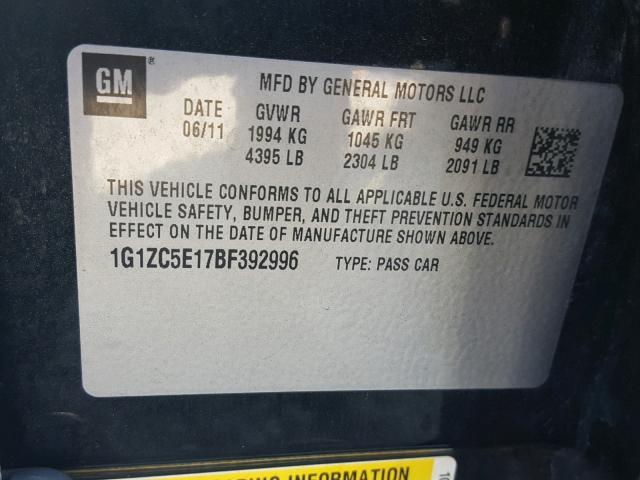 GM®
MFD BY GENERAL MOTORS LLC
DATE GVWR GAWR FRT GAWR RR
06/11 1994 KG 1045 KG 949 KG
4395 LB 2304 LB 2091 LB
THIS VEHICLE CONFORMS TO ALL APPLICABLE U.S. FEDERAL MOTOR
VEHICLE SAFETY, BUMPER, AND THEFT PREVENTION STANDARDS IN
EFFECT ON THE DATE OF MANUFACTURE SHOWN ABOVE.
1G1ZC5E17BF392996 TYPE: PASS CAR
INFORMATION